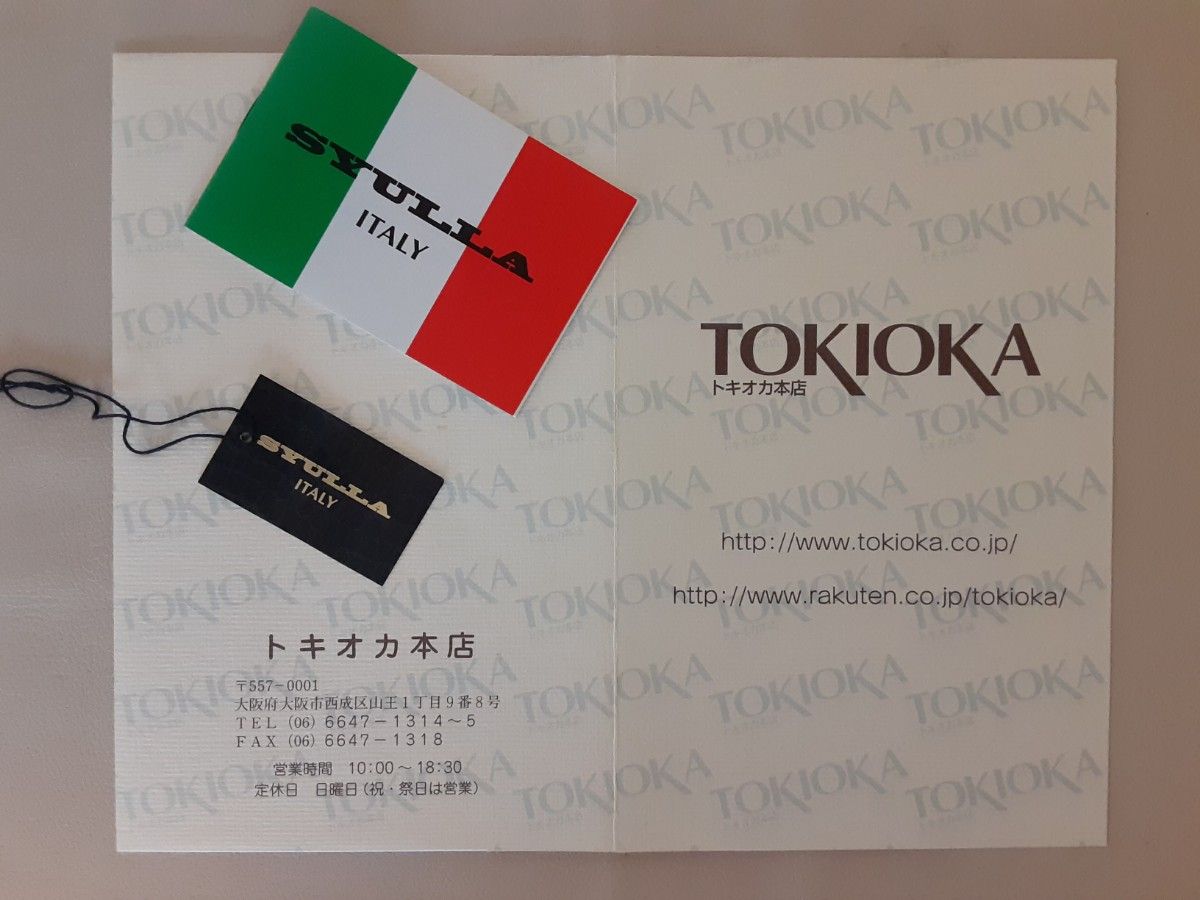 SYULLA
ITALY
SYULLA
ITALY
トキオカ本店
〒557-0001
大阪府大阪市西成区山王1丁目9番8号
TEL (06) 6647-1314～5
FAX (06) 6647-1318
営業時間 10:00～18:30
定休日 日曜日(祝・祭日は営業)
TOKIOKA
トキオカ本店
http://www.tokioka.co.jp/
http://www.rakuten.co.jp/tokioka/